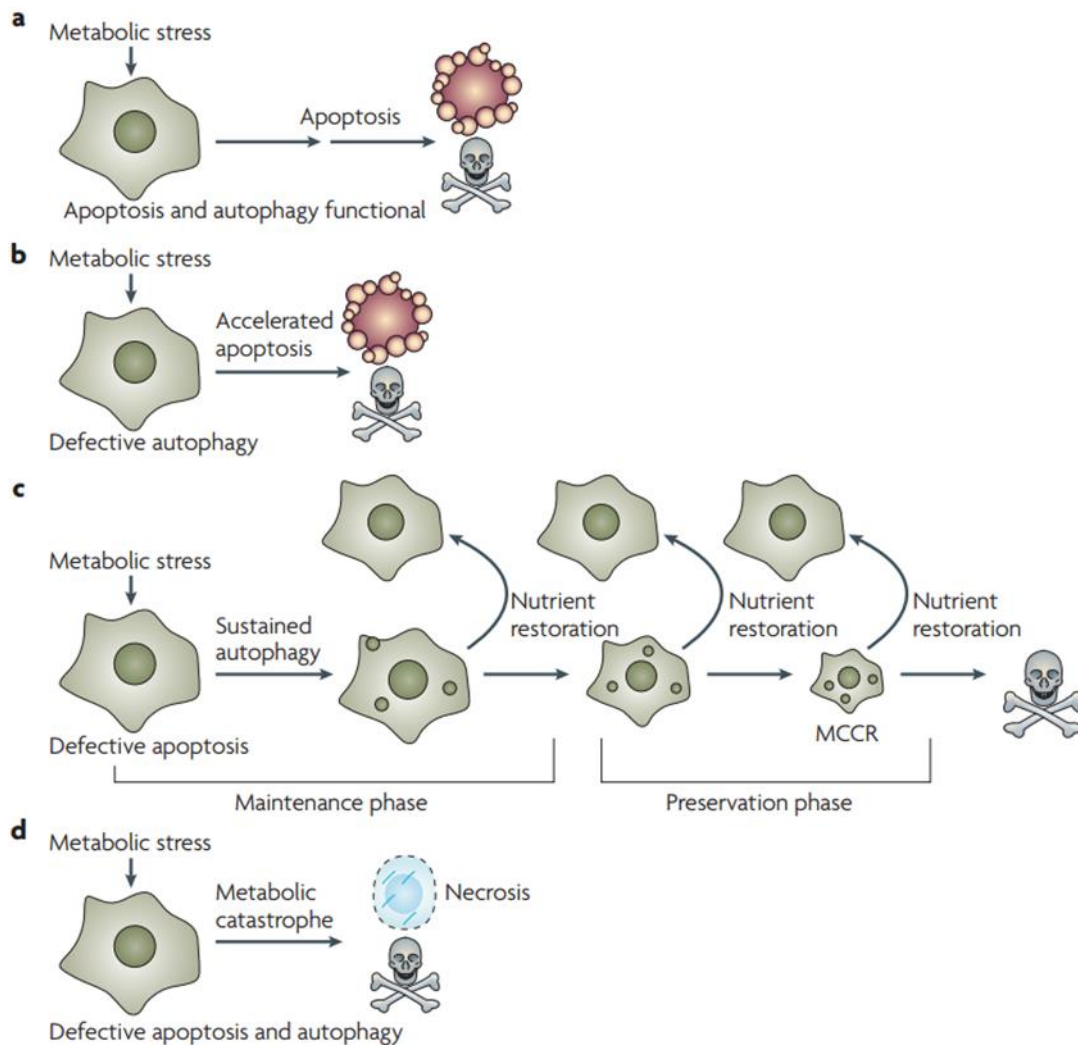 a
Metabolic stress
Apoptosis
Apoptosis and autophagy functional
b
Metabolic stress
Accelerated
apoptosis
Defective autophagy
c
Metabolic stress
Sustained
autophagy
Nutrient
restoration
Nutrient
restoration
Nutrient
restoration
Defective apoptosis
MCCR
Maintenance phase
Preservation phase
d
Metabolic stress
Metabolic
catastrophe
Necrosis
Defective apoptosis and autophagy